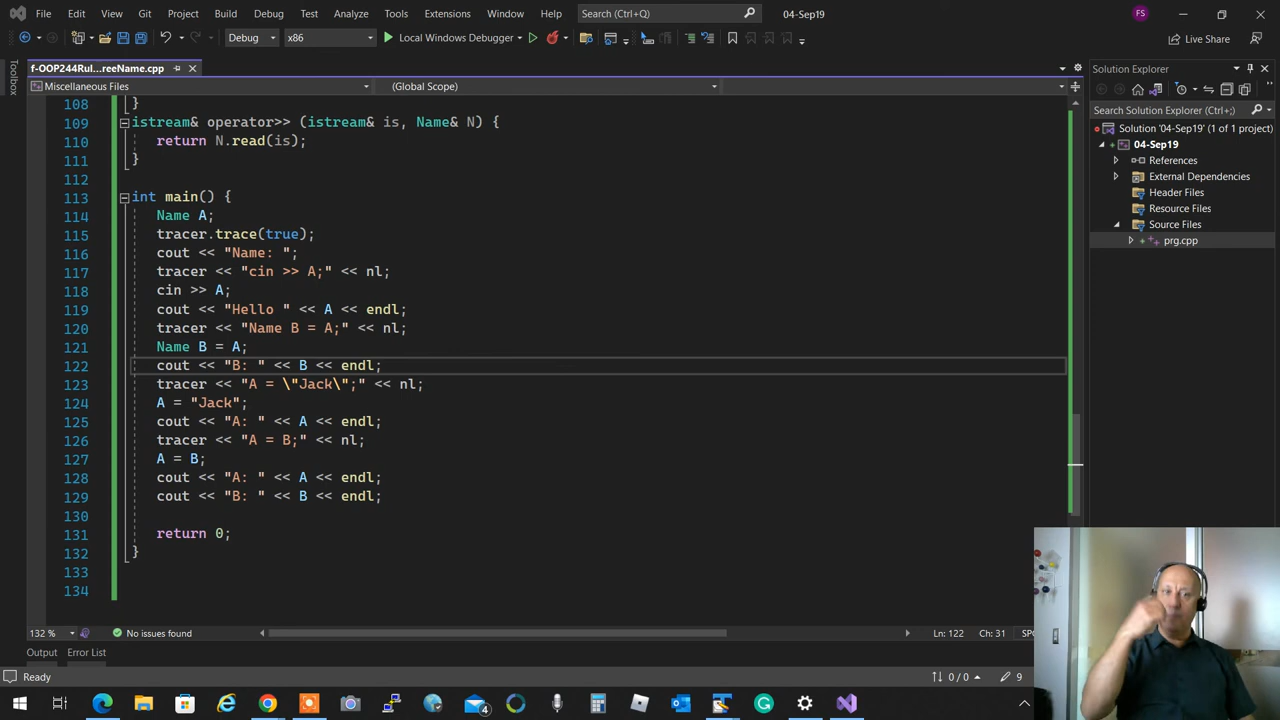 File Edit View Git Project Build Debug Test Analyze Tools Extensions Window Help Search (Ctrl+Q) 04-Sep19 FS
Debug x86 Local Windows Debugger Live Share
f-OOP244Rul...reeName.cpp Solution Explorer
Miscellaneous Files (Global Scope)
Search Solution Explorer (Ctrl+;)
Solution '04-Sep19' (1 of 1 project)
04-Sep19
References
External Dependencies
Header Files
Resource Files
Source Files
prg.cpp
Toolbox
108 }
109 istream& operator>> (istream& is, Name& N) {
110 return N.read(is);
111 }
112
113 int main() {
114 Name A;
115 tracer.trace(true);
116 cout << "Name: ";
117 tracer << "cin >> A;" << nl;
118 cin >> A;
119 cout << "Hello " << A << endl;
120 tracer << "Name B = A;" << nl;
121 Name B = A;
122 cout << "B: " << B << endl;
123 tracer << "A = \"Jack\";" << nl;
124 A = "Jack";
125 cout << "A: " << A << endl;
126 tracer << "A = B;" << nl;
127 A = B;
128 cout << "A: " << A << endl;
129 cout << "B: " << B << endl;
130
131 return 0;
132 }
133
134
132 % No issues found Ln: 122 Ch: 31 SPC
Output Error List
Ready 0 / 0 9
4